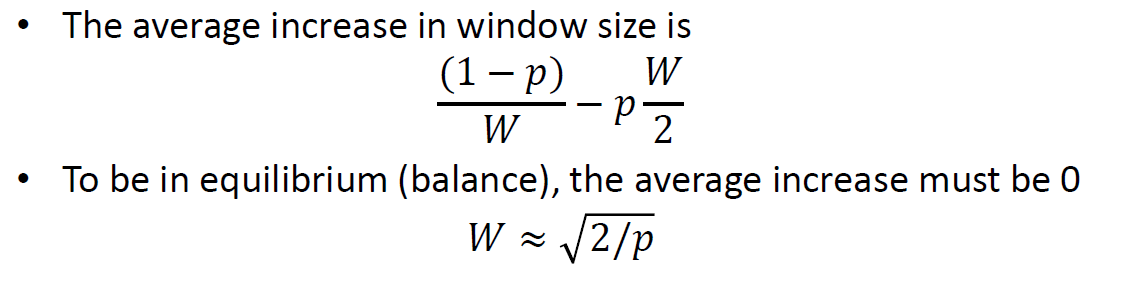 • The average increase in window size is
(1 − p)/W − p W/2
• To be in equilibrium (balance), the average increase must be 0
W ≈ √2/p